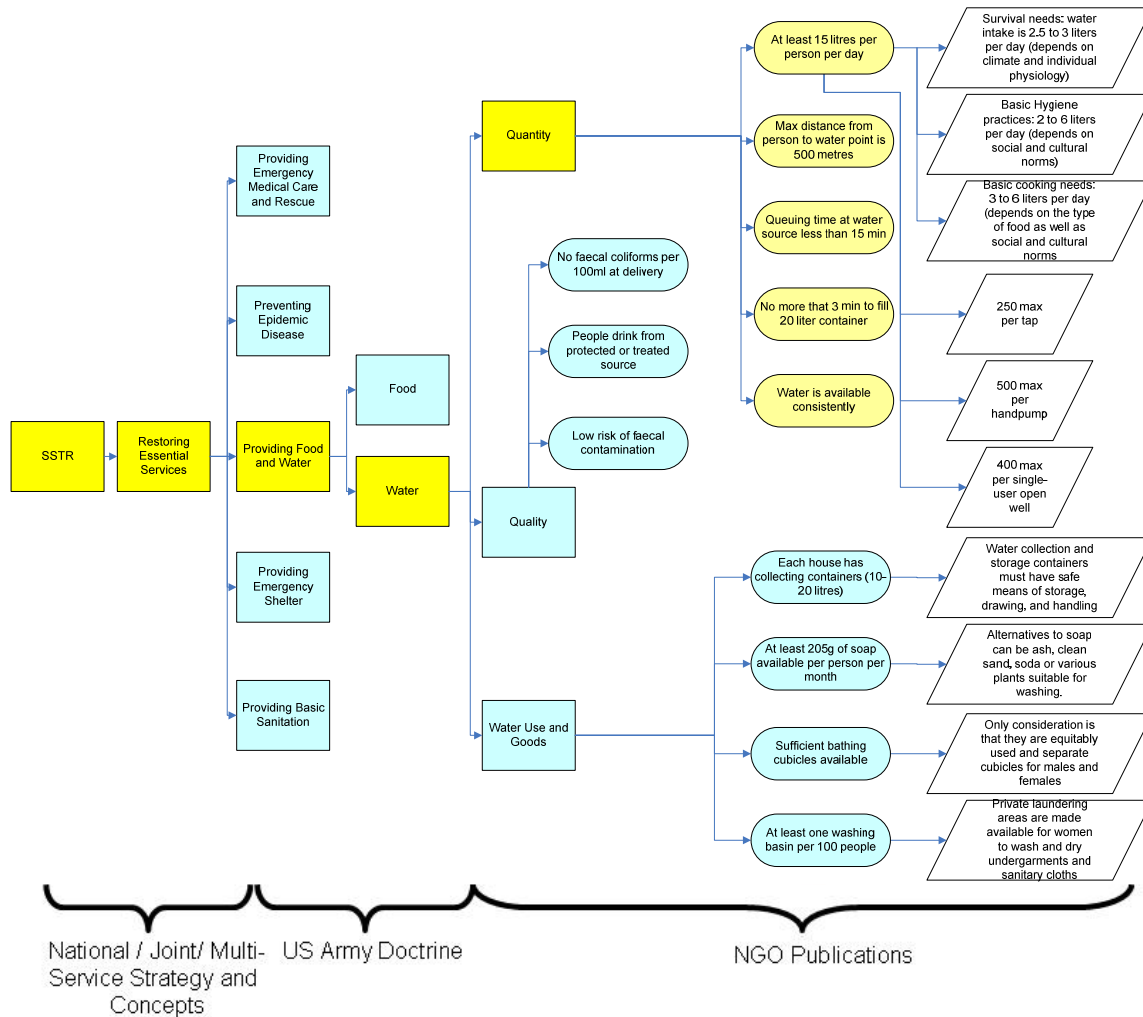 SSTR
Restoring
Essential
Services
Providing
Emergency
Medical Care
and Rescue
Preventing
Epidemic
Disease
Providing Food
and Water
Providing
Emergency
Shelter
Providing Basic
Sanitation
Food
Water
Quantity
Quality
Water Use and
Goods
No faecal coliforms per
100ml at delivery
People drink from
protected or treated
source
Low risk of faecal
contamination
At least 15 litres per
person per day
Max distance from
person to water point is
500 metres
Queuing time at water
source less than 15 min
No more that 3 min to fill
20 liter container
Water is available
consistently
Each house has
collecting containers (10-
20 litres)
At least 205g of soap
available per person per
month
Sufficient bathing
cubicles available
At least one washing
basin per 100 people
Survival needs: water
intake is 2.5 to 3 liters
per day (depends on
climate and individual
physiology)
Basic Hygiene
practices: 2 to 6 liters
per day (depends on
social and cultural
norms)
Basic cooking needs:
3 to 6 liters per day
(depends on the type
of food as well as
social and cultural
norms
250 max
per tap
500 max
per
handpump
400 max
per single-
user open
well
Water collection and
storage containers
must have safe
means of storage,
drawing, and handling
Alternatives to soap
can be ash, clean
sand, soda or various
plants suitable for
washing.
Only consideration is
that they are equitably
used and separate
cubicles for males and
females
Private laundering
areas are made
available for women
to wash and dry
undergarments and
sanitary cloths
National / Joint/ Multi-
Service Strategy and
Concepts
US Army Doctrine
NGO Publications